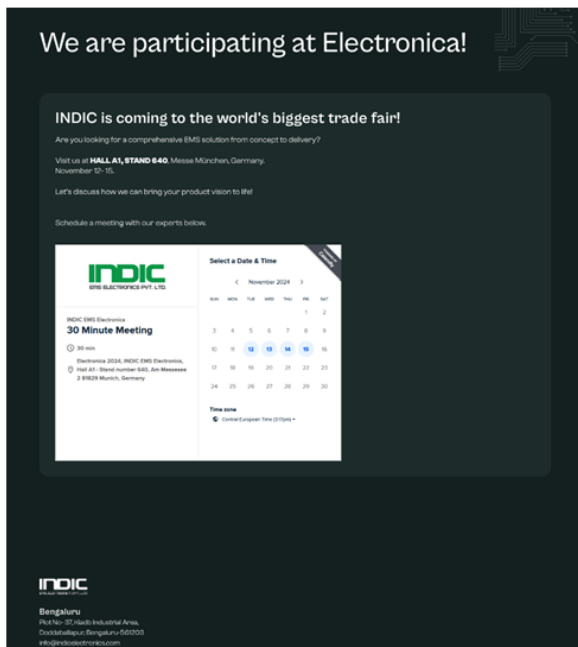 We are participating at Electronica!
INDIC is coming to the world's biggest trade fair!
Are you looking for a comprehensive EMS solution from concept to delivery?
Visit us at HALL A1, STAND 640, Messe München, Germany.
November 12- 15.
Let's discuss how we can bring your product vision to life!
Schedule a meeting with our experts below.
INDIC
EMS ELECTRONICS PVT. LTD.
INDIC EMS Electronics
30 Minute Meeting
30 min
Electronica 2024, INDIC EMS Electronics,
Hall A1 - Stand number 640, Am Messesee
2 81829 Munich, Germany
Calendly
Select a Date & Time
< November 2024 >
SUN MON TUE WED THU FRI SAT
1 2
3 4 5 6 7 8 9
10 11 12 13 14 15 16
17 18 19 20 21 22 23
24 25 26 27 28 29 30
Time zone
Central European Time (3:17pm)
INDIC
Bengaluru
Plot No- 37, Kiadb Industrial Area,
Doddaballapur, Bengaluru-561203
info@indicelectronics.com